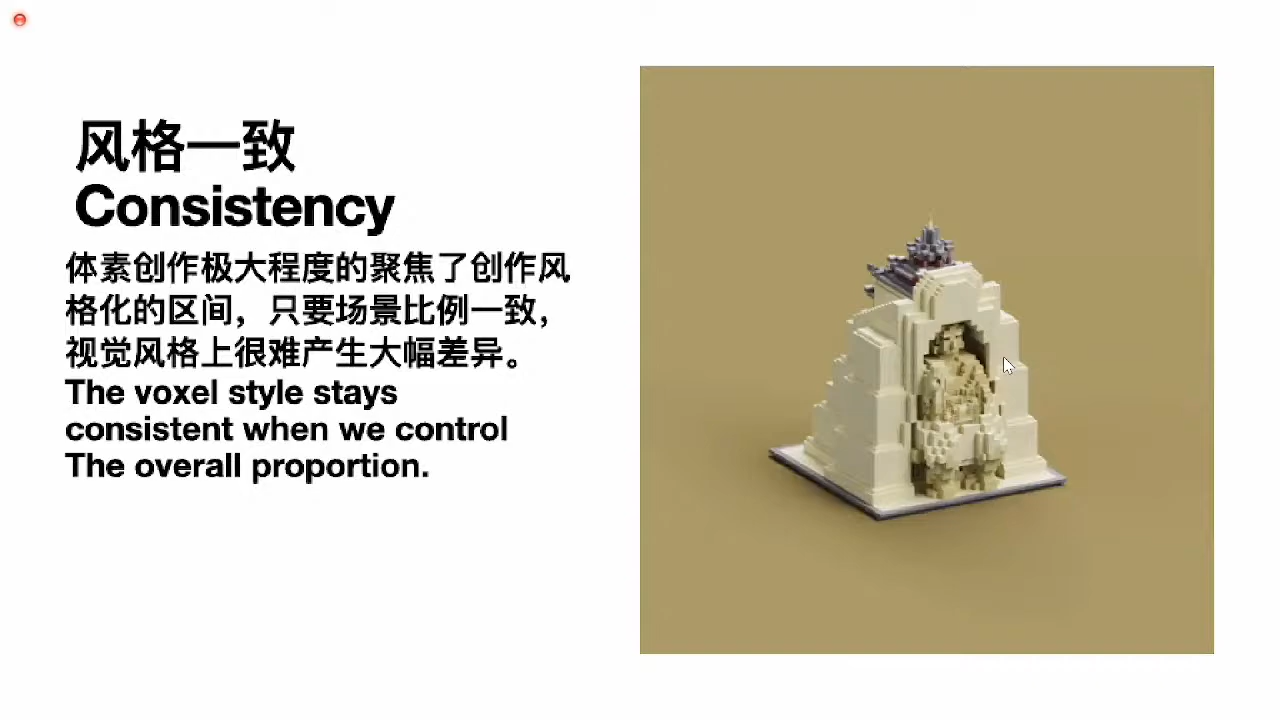 风格一致
Consistency
体素创作极大程度的聚焦了创作风
格化的区间，只要场景比例一致，
视觉风格上很难产生大幅差异。
The voxel style stays
consistent when we control
The overall proportion.